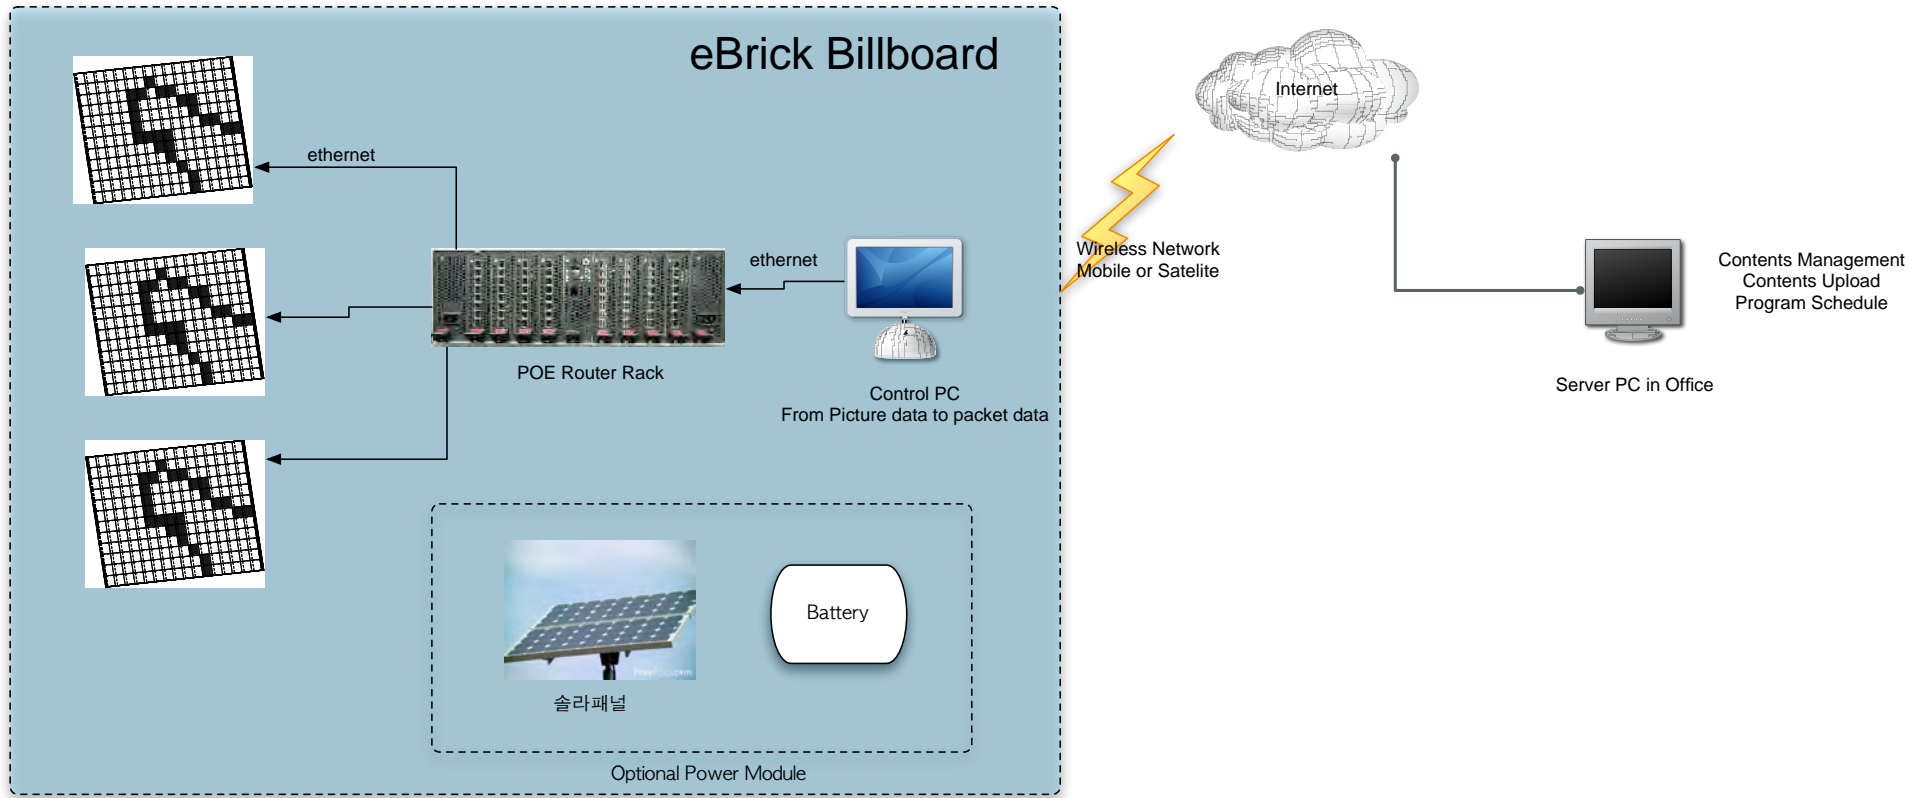 eBrick Billboard
Internet
ethernet
Wireless Network
Mobile or Satelite
ethernet
Contents Management
Contents Upload
Program Schedule
POE Router Rack
Control PC
From Picture data to packet data
Server PC in Office
Battery
솔라패널
Optional Power Module